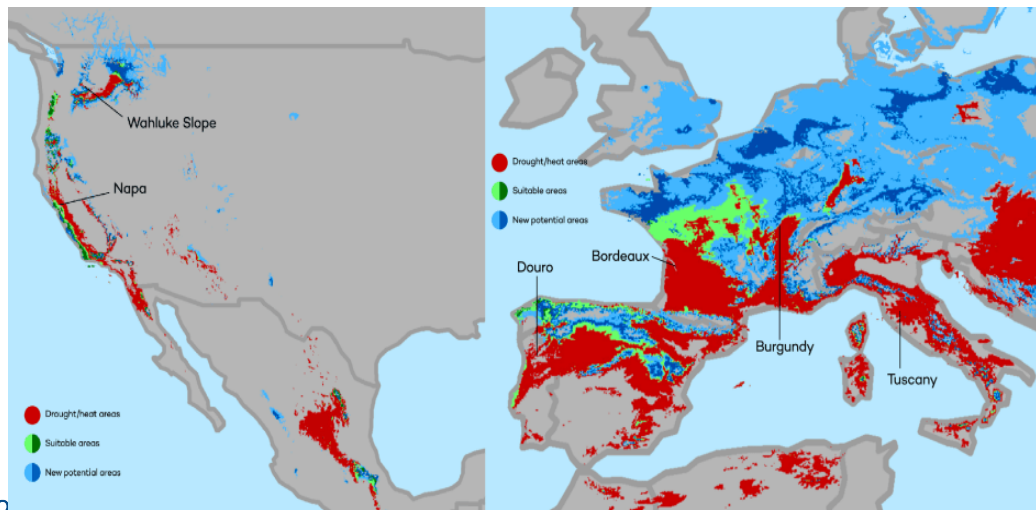 Wahluke Slope
Napa
Drought/heat areas
Suitable areas
New potential areas
Drought/heat areas
Suitable areas
New potential areas
Bordeaux
Douro
Burgundy
Tuscany